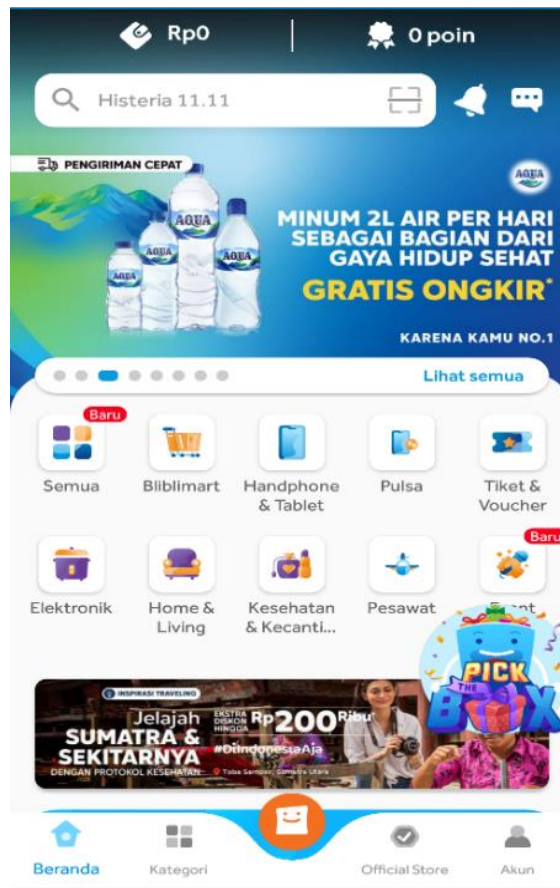 Rp0
0 poin
Histeria 11.11
PENGIRIMAN CEPAT
AQUA
AQUA
AQUA
AQUA
AQUA
MINUM 2L AIR PER HARI
SEBAGAI BAGIAN DARI
GAYA HIDUP SEHAT
GRATIS ONGKIR*
KARENA KAMU NO.1
Lihat semua
Baru
Semua
Bliblimart
Handphone
& Tablet
Pulsa
Tiket &
Voucher
Baru
Elektronik
Home &
Living
Kesehatan
& Kecanti...
Pesawat
PICK
THE
BOX
INSPIRASI TRAVELING
Jelajah
SUMATRA &
SEKITARNYA
DENGAN PROTOKOL KESEHATAN
EKSTRA
DISKON
HINGGA
Rp200 Ribu*
#DiIndonesiaAja
Toba Samosir, Sumatra Utara
Beranda
Kategori
Official Store
Akun